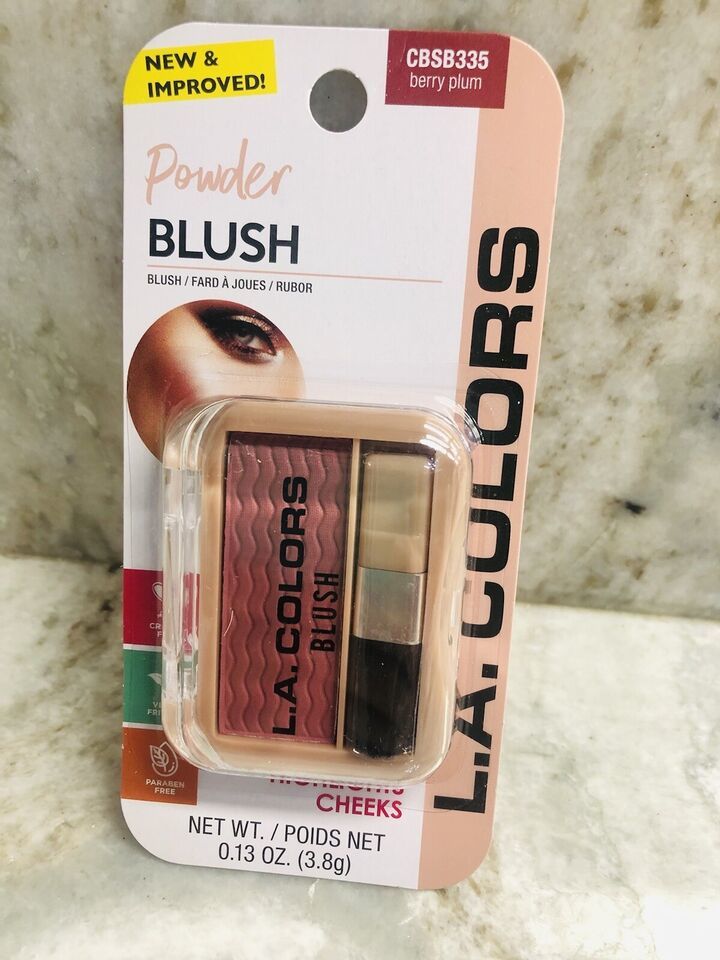 NEW &
IMPROVED!
CBSB335
berry plum
Powder
BLUSH
BLUSH / FARD À JOUES / RUBOR
L.A. COLORS
L.A. COLORS
BLUSH
PARABEN
FREE
HIGHLIGHTS
CHEEKS
NET WT. / POIDS NET
0.13 OZ. (3.8g)